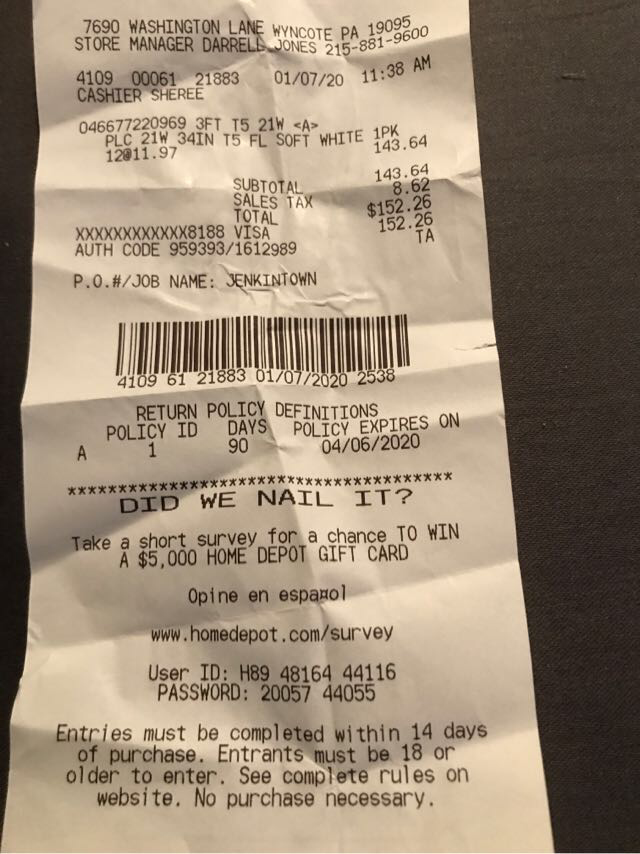 7690 WASHINGTON LANE WYNCOTE PA 19095
STORE MANAGER DARRELL JONES 215-881-9600
4109 00061 21883 01/07/20 11:38 AM
CASHIER SHEREE
046677220969 3FT T5 21W <A>
PLC 21W 34IN T5 FL SOFT WHITE 1PK
12@11.97 143.64
SUBTOTAL 143.64
SALES TAX 8.62
TOTAL $152.26
XXXXXXXXXXXX8188 VISA 152.26
AUTH CODE 959393/1612989 TA
P.O.#/JOB NAME: JENKINTOWN
4109 61 21883 01/07/2020 2538
RETURN POLICY DEFINITIONS
POLICY ID DAYS POLICY EXPIRES ON
A 1 90 04/06/2020
****************************************
DID WE NAIL IT?
Take a short survey for a chance TO WIN
A $5,000 HOME DEPOT GIFT CARD
Opine en español
www.homedepot.com/survey
User ID: H89 48164 44116
PASSWORD: 20057 44055
Entries must be completed within 14 days
of purchase. Entrants must be 18 or
older to enter. See complete rules on
website. No purchase necessary.